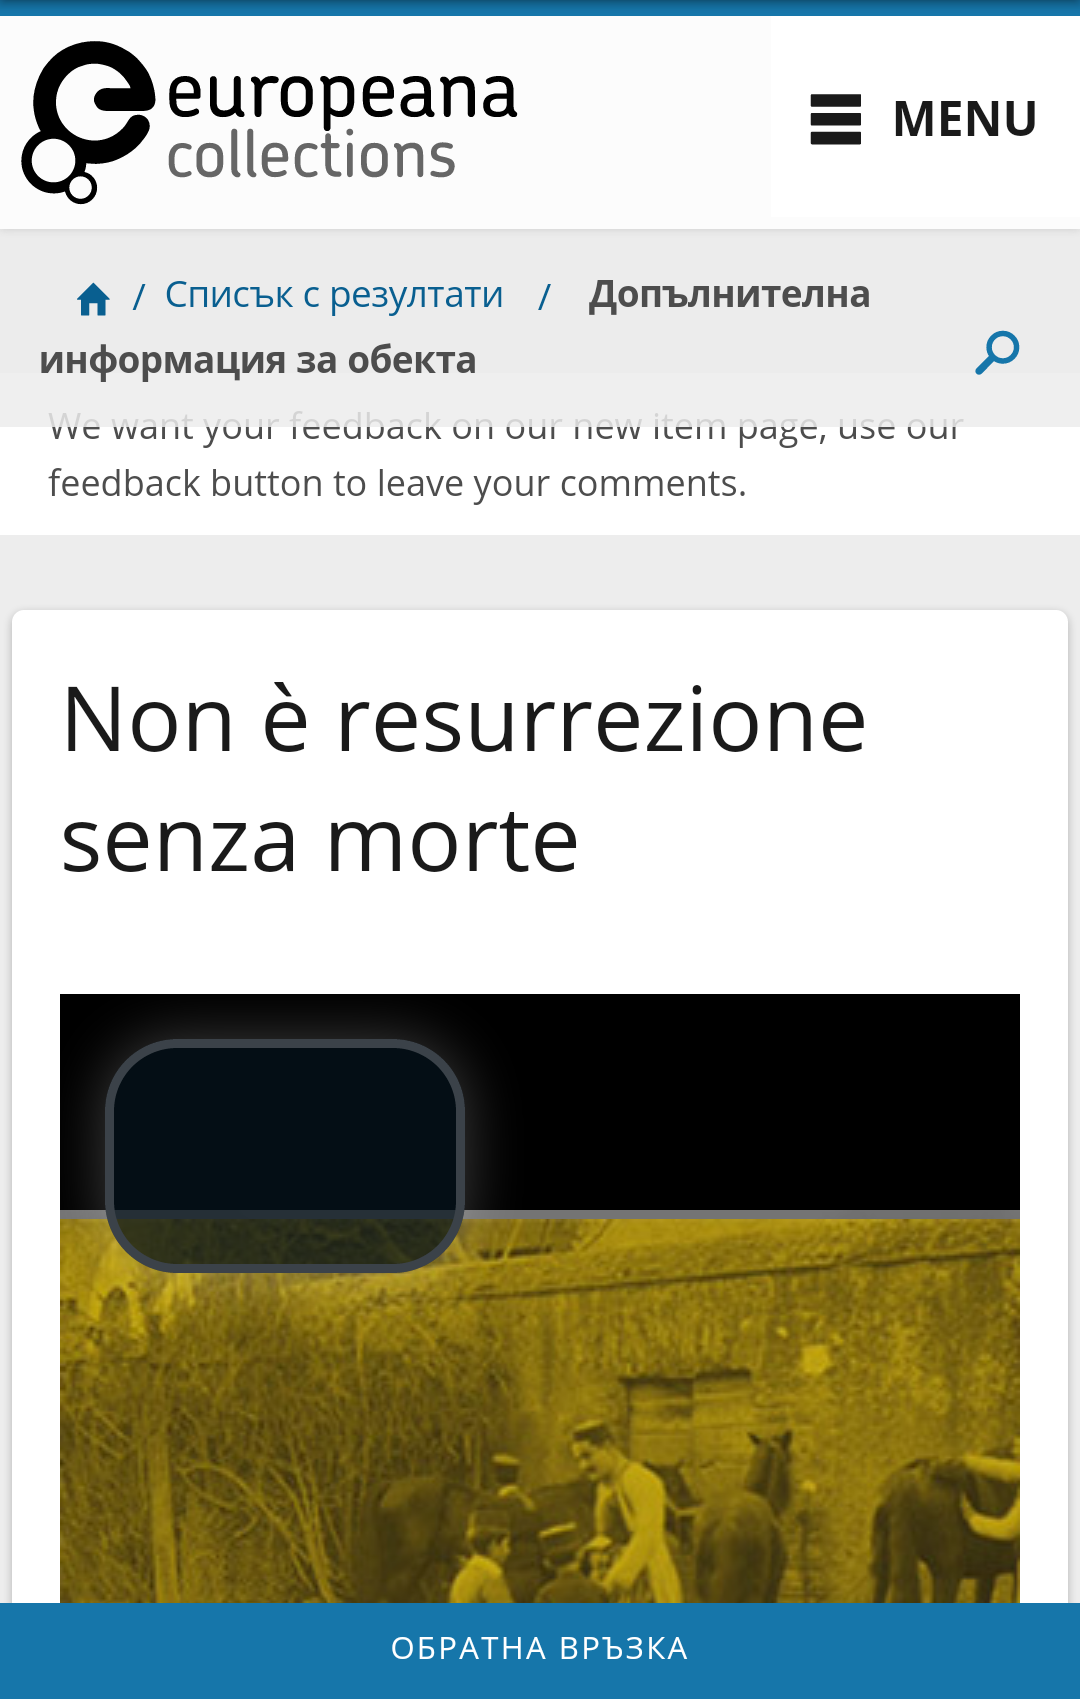 europeana
collections
MENU
/ Списък с резултати / Допълнителна
информация за обекта
We want your feedback on our new item page, use our
feedback button to leave your comments.
Non è resurrezione
senza morte
ОБРАТНА ВРЪЗКА